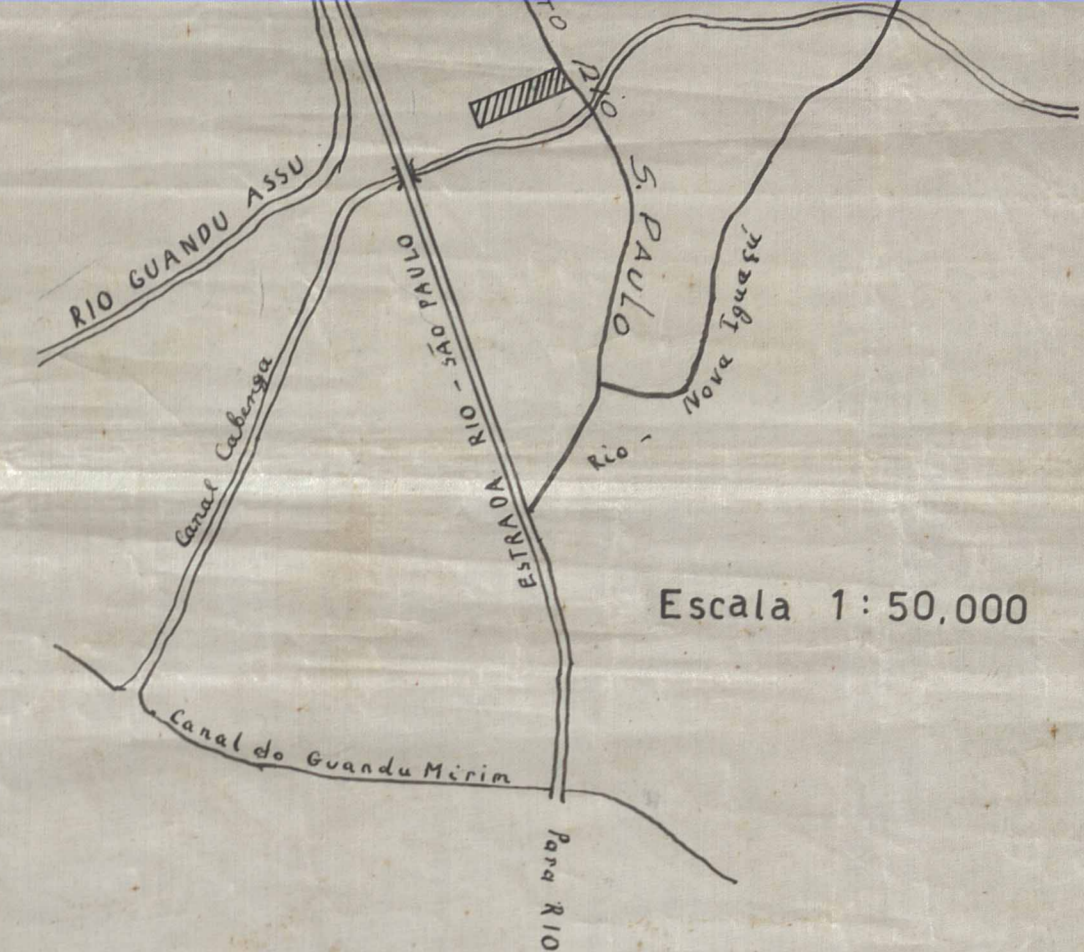 TO
Rio
S. PAULO
RIO GUANDU ASSU
ESTRADA RIO - SÃO PAULO
Nova Iguaçú
Canal Cabenga
Rio -
Escala 1:50,000
Canal do Guandu Mirim
Para RIO